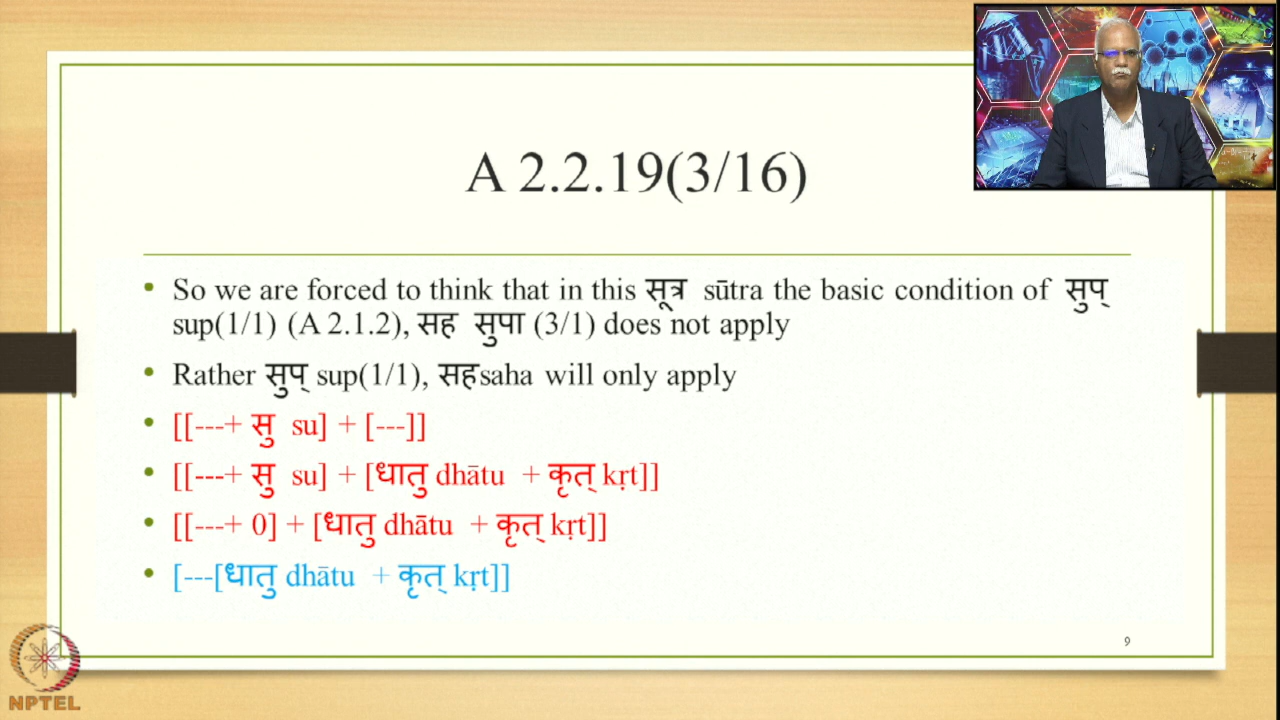 A 2.2.19(3/16)
• So we are forced to think that in this सूत्र sūtra the basic condition of सुप्
sup(1/1) (A 2.1.2), सह सुपा (3/1) does not apply
• Rather सुप् sup(1/1), सहsaha will only apply
• [[---+ सु su] + [---]]
• [[---+ सु su] + [धातु dhātu + कृत् kṛt]]
• [[---+ 0] + [धातु dhātu + कृत् kṛt]]
• [---[धातु dhātu + कृत् kṛt]]
9
NPTEL